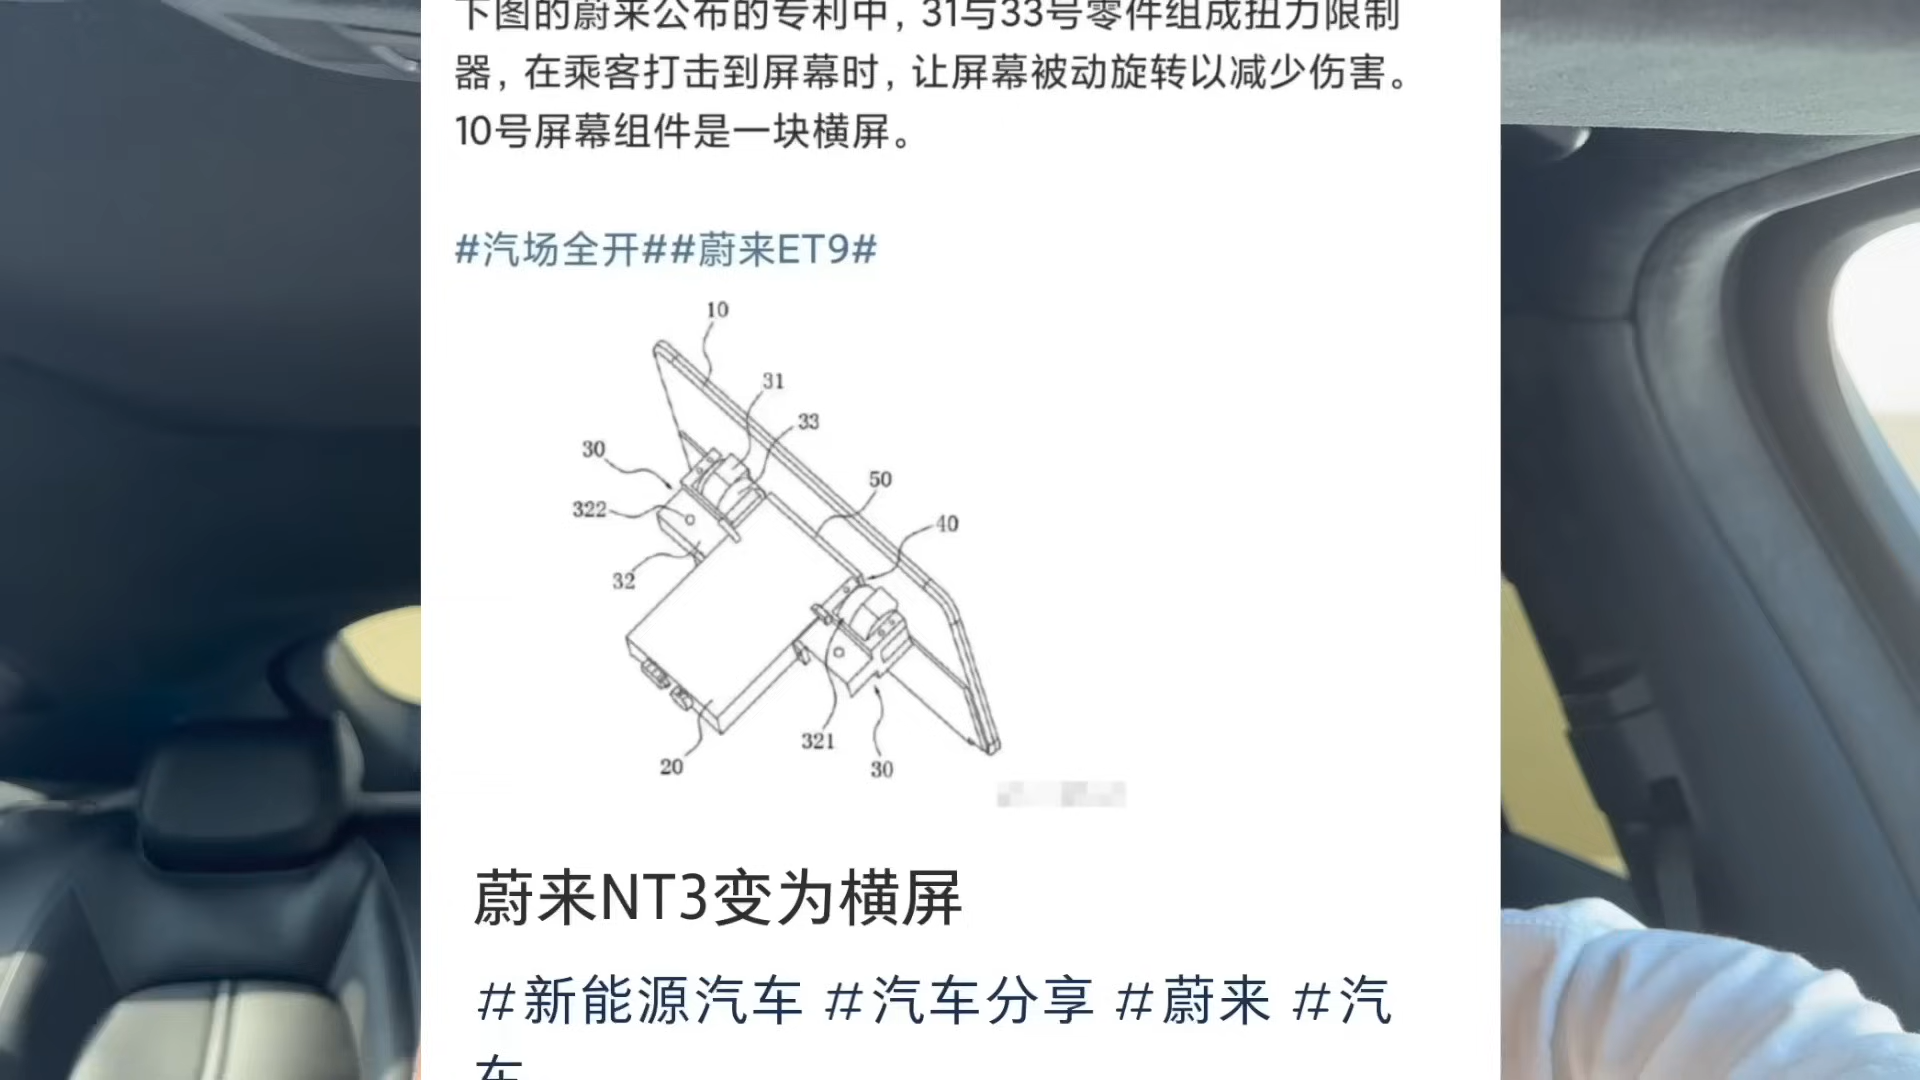 下图的蔚来公布的专利中，31与33号零件组成扭力限制
器，在乘客打击到屏幕时，让屏幕被动旋转以减少伤害。
10号屏幕组件是一块横屏。
#汽场全开##蔚来ET9#
10
31
33
30
50
322
40
32
321
20
30
蔚来NT3变为横屏
#新能源汽车 #汽车分享 #蔚来 #汽
车